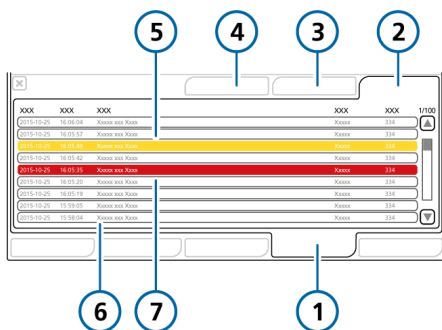 5 4 3 2
XXX XXX XXX XXX XXX 1/100
2015-10-25 16:06:04 Xxxxx xxx Xxxx Xxxxx 334
2015-10-25 16:05:57 Xxxxx xxx Xxxx Xxxxx 334
2015-10-25 16:05:48 Xxxxx xxx Xxxx Xxxxx 334
2015-10-25 16:05:42 Xxxxx xxx Xxxx Xxxxx 334
2015-10-25 16:05:35 Xxxxx xxx Xxxx Xxxxx 334
2015-10-25 16:05:20 Xxxxx xxx Xxxx Xxxxx 334
2015-10-25 16:05:19 Xxxxx xxx Xxxx Xxxxx 334
2015-10-25 15:59:05 Xxxxx xxx Xxxx Xxxxx 334
2015-10-25 15:58:04 Xxxxx xxx Xxxx Xxxxx 334
6 7 1